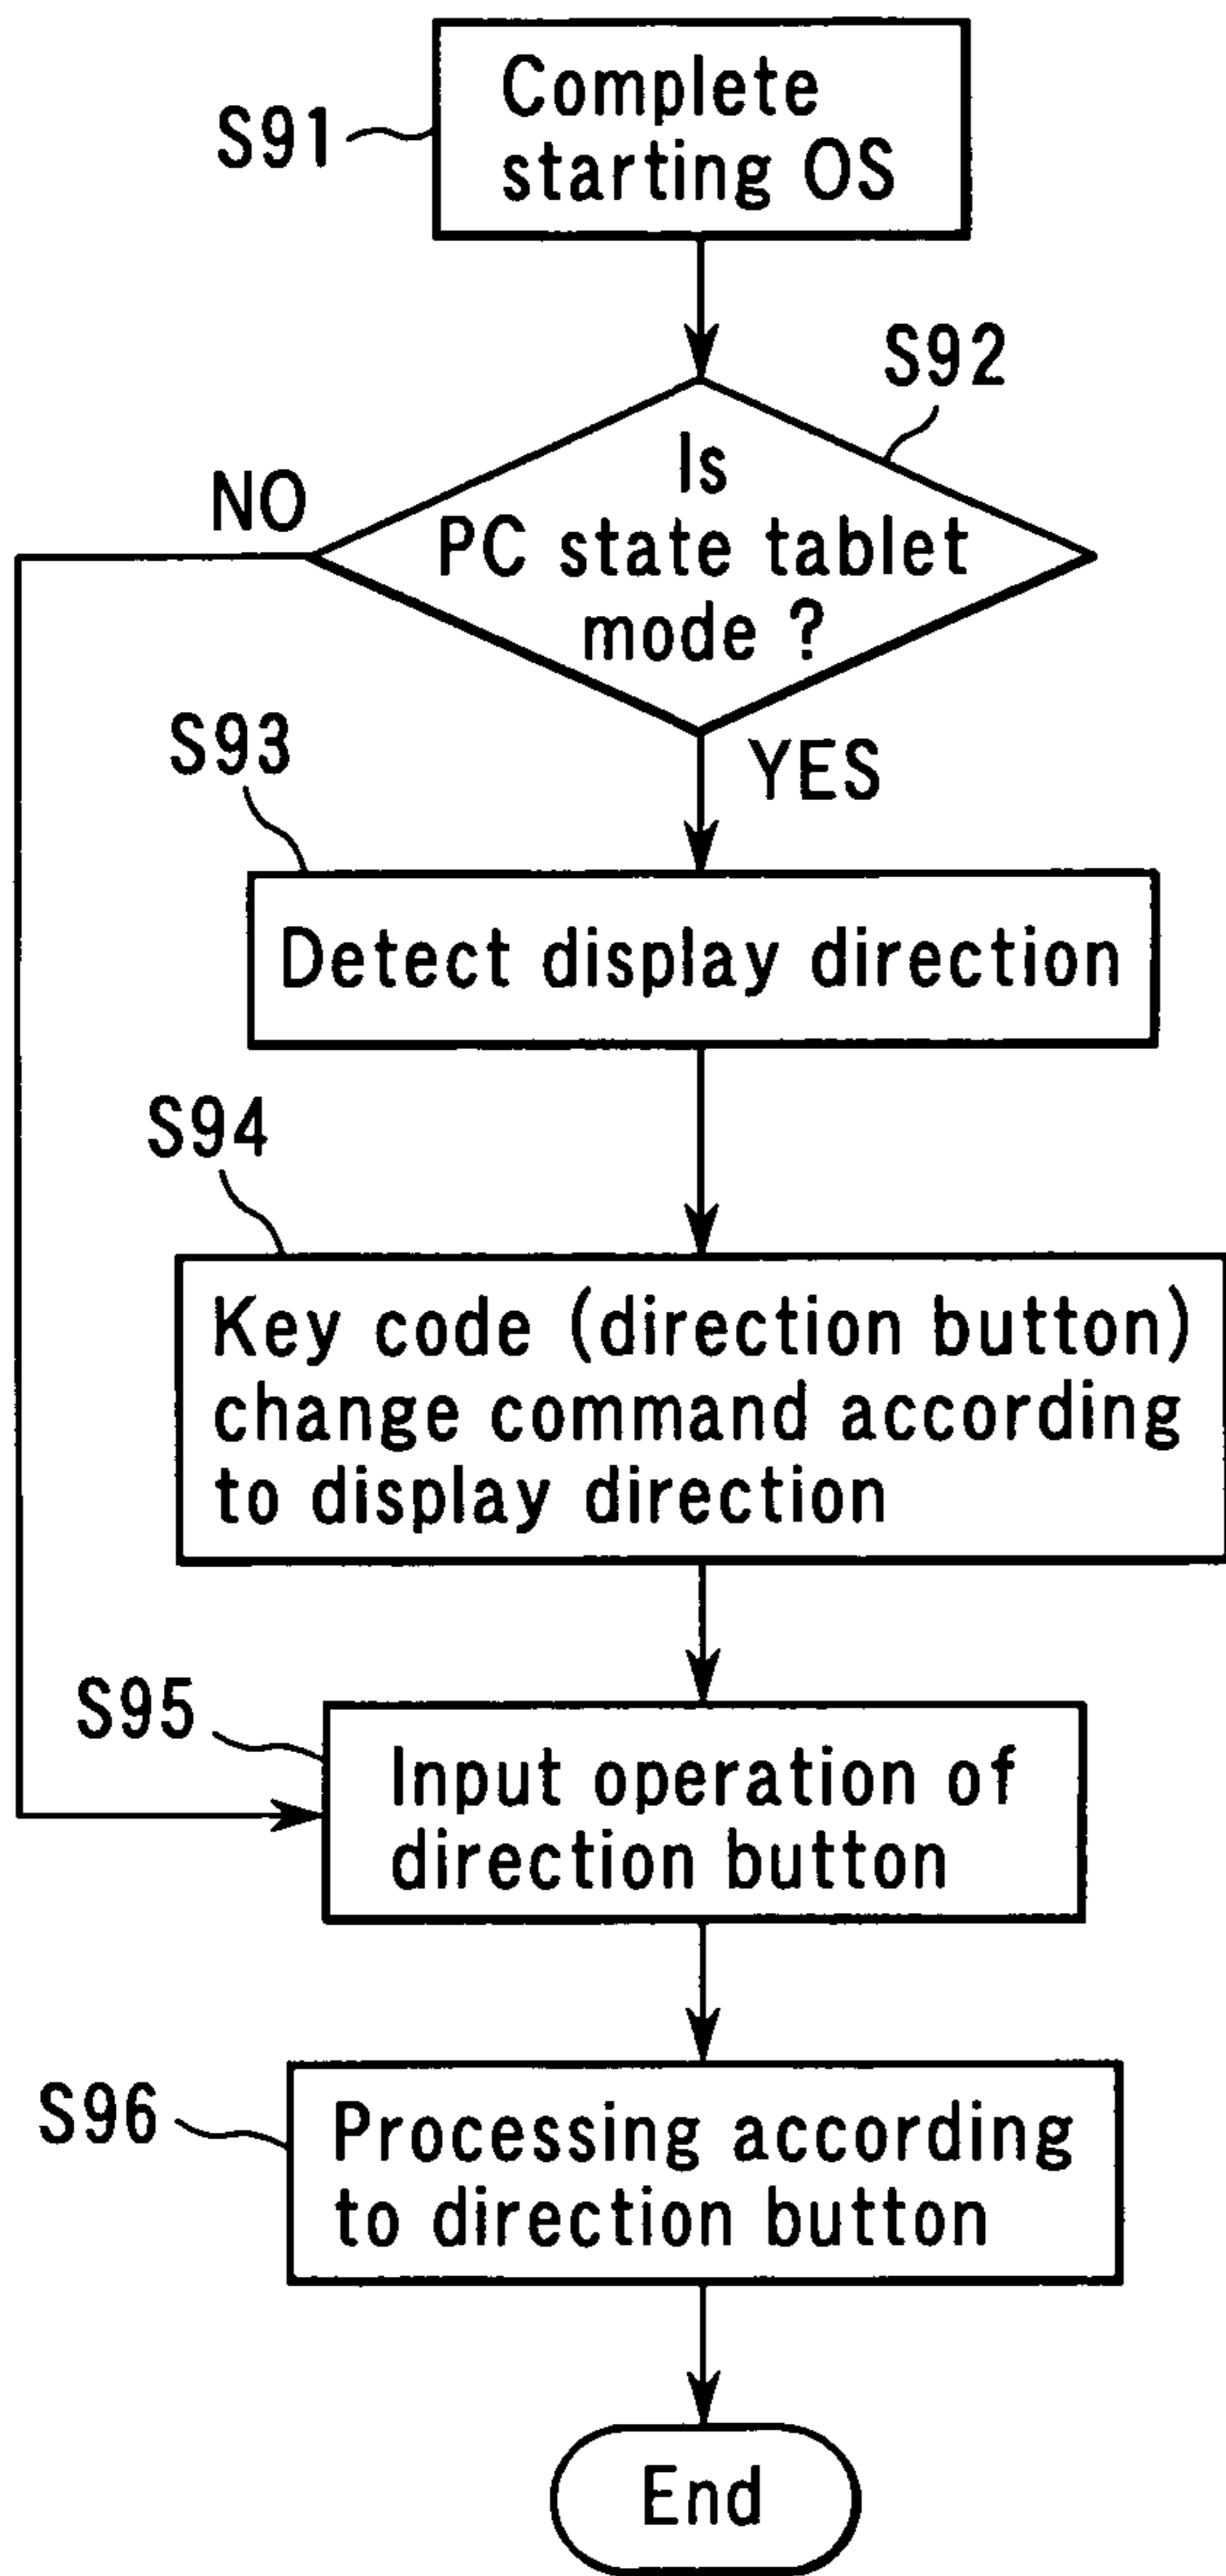 Complete
starting OS
S91
S92
Is
PC state tablet
mode ?
NO
YES
S93
Detect display direction
S94
Key code (direction button)
change command according
to display direction
S95
Input operation of
direction button
S96
Processing according
to direction button
End